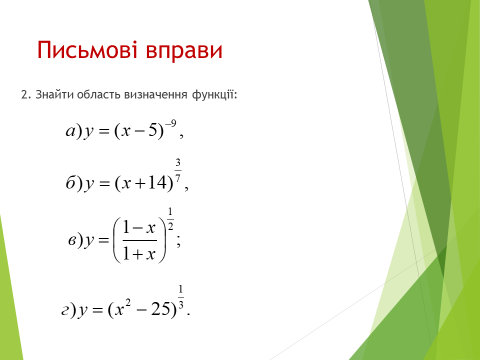 Письмові вправи
2. Знайти область визначення функції:
а) y = (x − 5)⁻⁹,
б) y = (x + 14)^(3/7),
в) y = ((1 − x)/(1 + x))^(1/2);
г) y = (x² − 25)^(1/3).